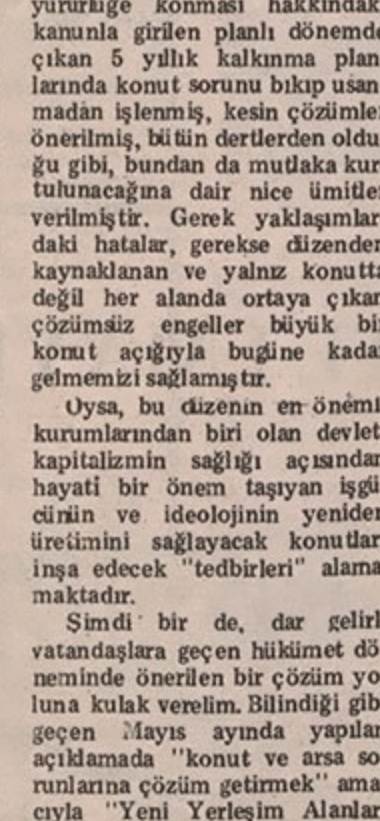 yürürlüğe konması hakkındak
kanunla girilen planlı dönemde
çıkan 5 yıllık kalkınma plan
larında konut sorunu bıkıp usan
madan işlenmiş, kesin çözümle
önerilmiş, bütün dertlerden oldu
ğu gibi, bundan da mutlaka kur
tulunacağına dair nice ümitle
verilmiştir. Gerek yaklaşımlar
daki hatalar, gerekse düzenden
kaynaklanan ve yalnız konutta
değil her alanda ortaya çıkan
çözümsüz engeller büyük bi
konut açığıyla bugüne kada
gelmemizi sağlamıştır.
Oysa, bu düzenin en önemli
kurumlarından biri olan devlet
kapitalizmin sağlığı açısından
hayati bir önem taşıyan işgü
cünün ve ideolojinin yeniden
üretimini sağlayacak konutlar
inşa edecek "tedbirleri" alama
maktadır.
Şimdi bir de, dar gelirl
vatandaşlara geçen hükümet dö
neminde önerilen bir çözüm yo
luna kulak verelim. Bilindiği gib
geçen Mayıs ayında yapılan
açıklamada "konut ve arsa so
runlarına çözüm getirmek" ama
cıyla "Yeni Yerleşim Alanlar